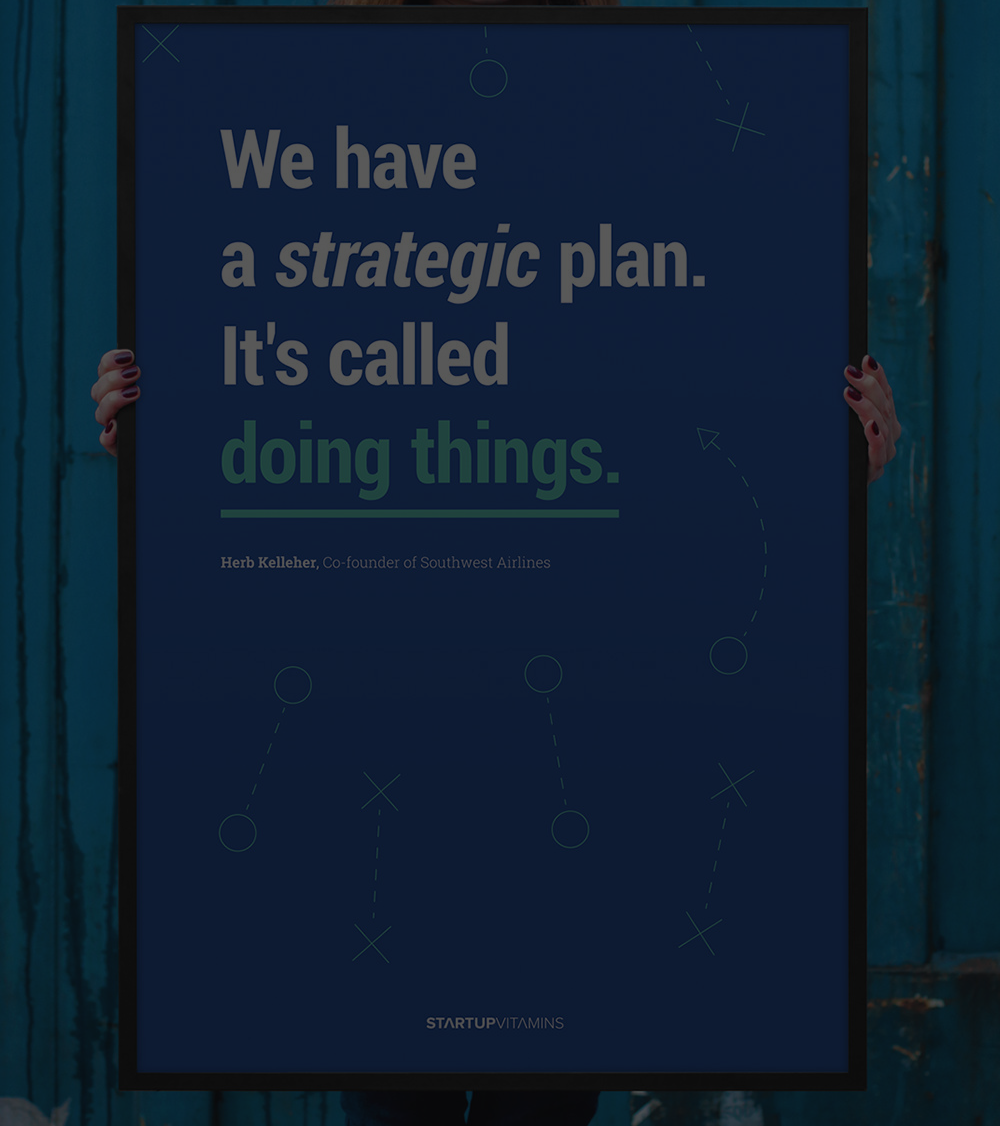 We have
a strategic plan.
It's called
doing things.
Herb Kelleher, Co-founder of Southwest Airlines
STARTUPVITAMINS